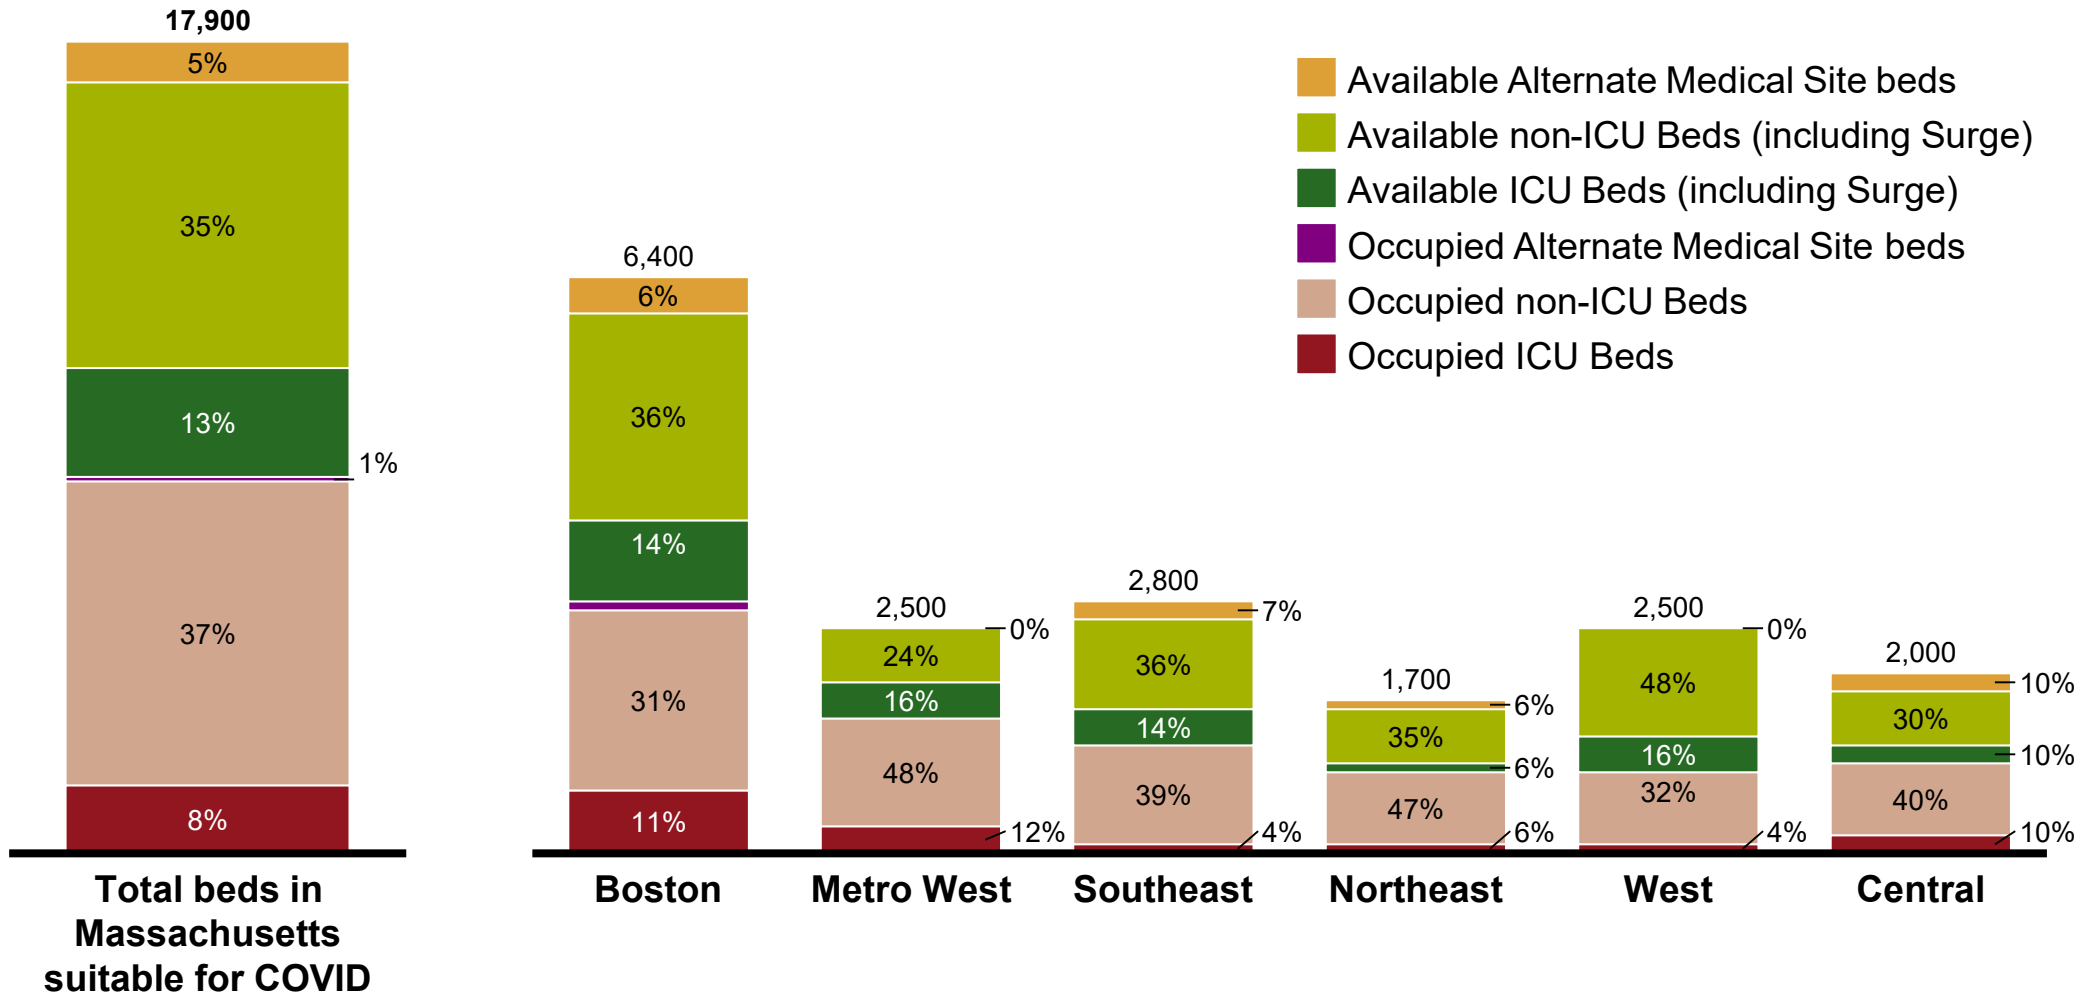 17,900
5%
35%
13%
1%
37%
8%
Total beds in
Massachusetts
suitable for COVID
6,400
6%
36%
14%
31%
11%
Boston
2,500
0%
24%
16%
48%
12%
Metro West
2,800
7%
36%
14%
39%
4%
Southeast
1,700
6%
35%
6%
47%
6%
Northeast
2,500
0%
48%
16%
32%
4%
West
2,000
10%
30%
10%
40%
10%
Central
Available Alternate Medical Site beds
Available non-ICU Beds (including Surge)
Available ICU Beds (including Surge)
Occupied Alternate Medical Site beds
Occupied non-ICU Beds
Occupied ICU Beds